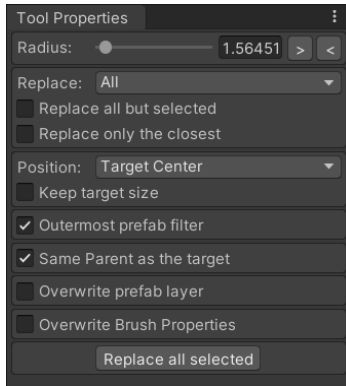 Tool Properties
Radius: 1.56451 > <
Replace: All
Replace all but selected
Replace only the closest
Position: Target Center
Keep target size
Outermost prefab filter
Same Parent as the target
Overwrite prefab layer
Overwrite Brush Properties
Replace all selected